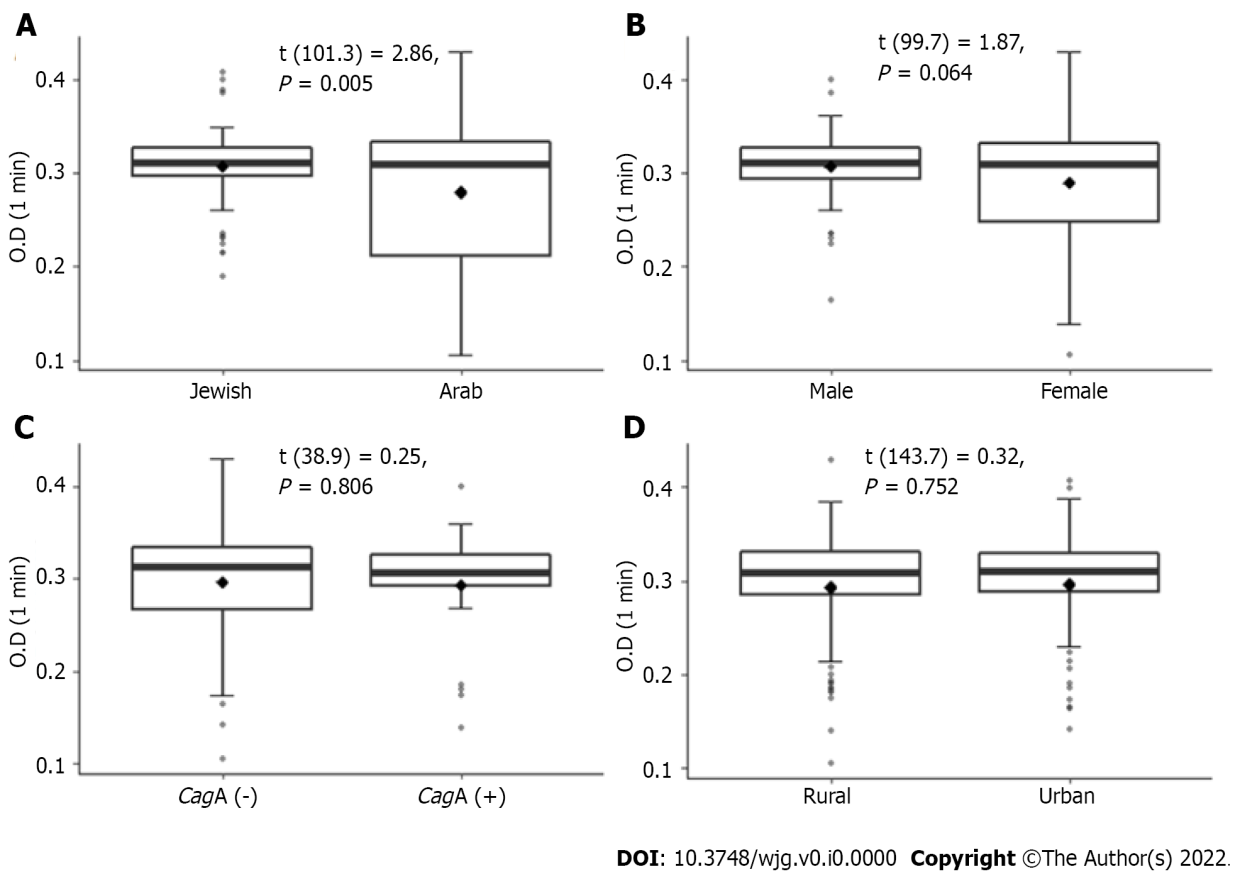 A
t (101.3) = 2.86,
P = 0.005
O.D (1 min)
0.4
0.3
0.2
0.1
Jewish Arab
B
t (99.7) = 1.87,
P = 0.064
O.D (1 min)
0.4
0.3
0.2
0.1
Male Female
C
t (38.9) = 0.25,
P = 0.806
O.D (1 min)
0.4
0.3
0.2
0.1
CagA (-) CagA (+)
D
t (143.7) = 0.32,
P = 0.752
O.D (1 min)
0.4
0.3
0.2
0.1
Rural Urban
DOI: 10.3748/wjg.v0.i0.0000 Copyright ©The Author(s) 2022.